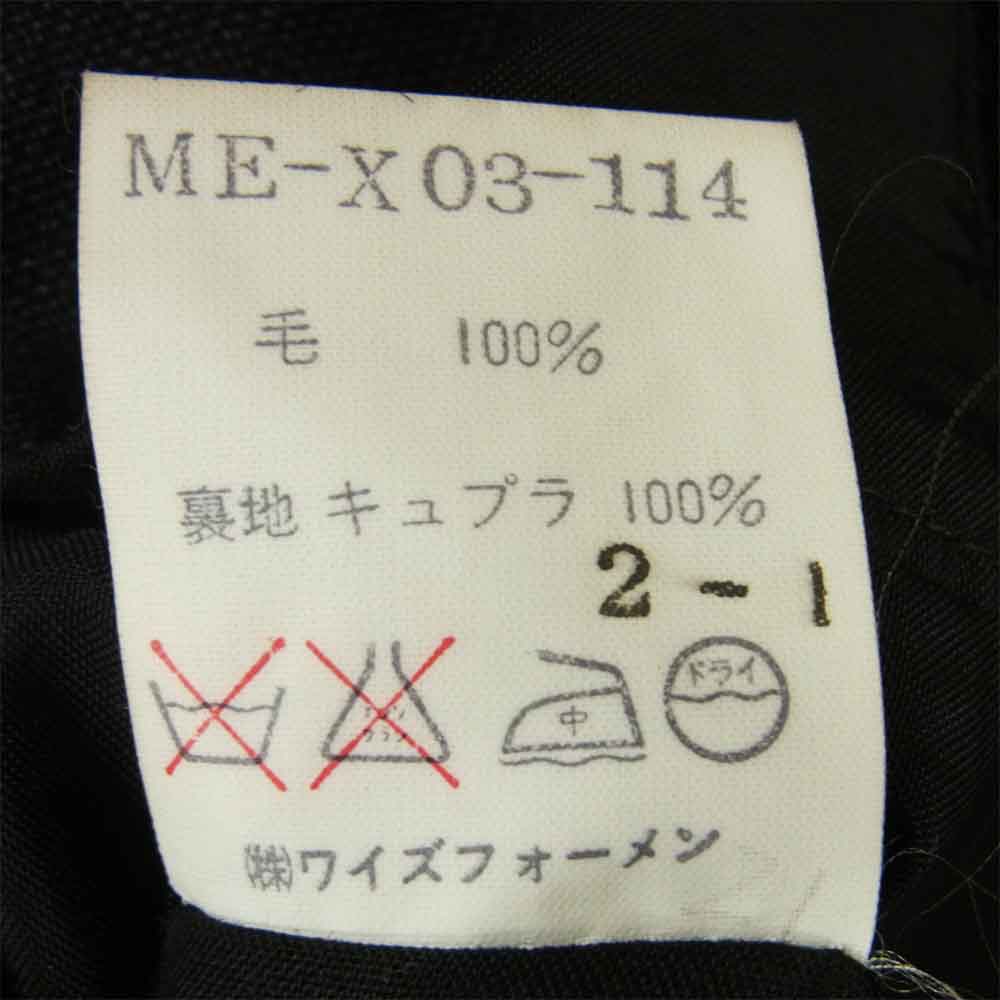 ME-X03-114
毛 100%
裏地 キュプラ 100%
2-1
中 ドライ
㈱ワイズフォーメン